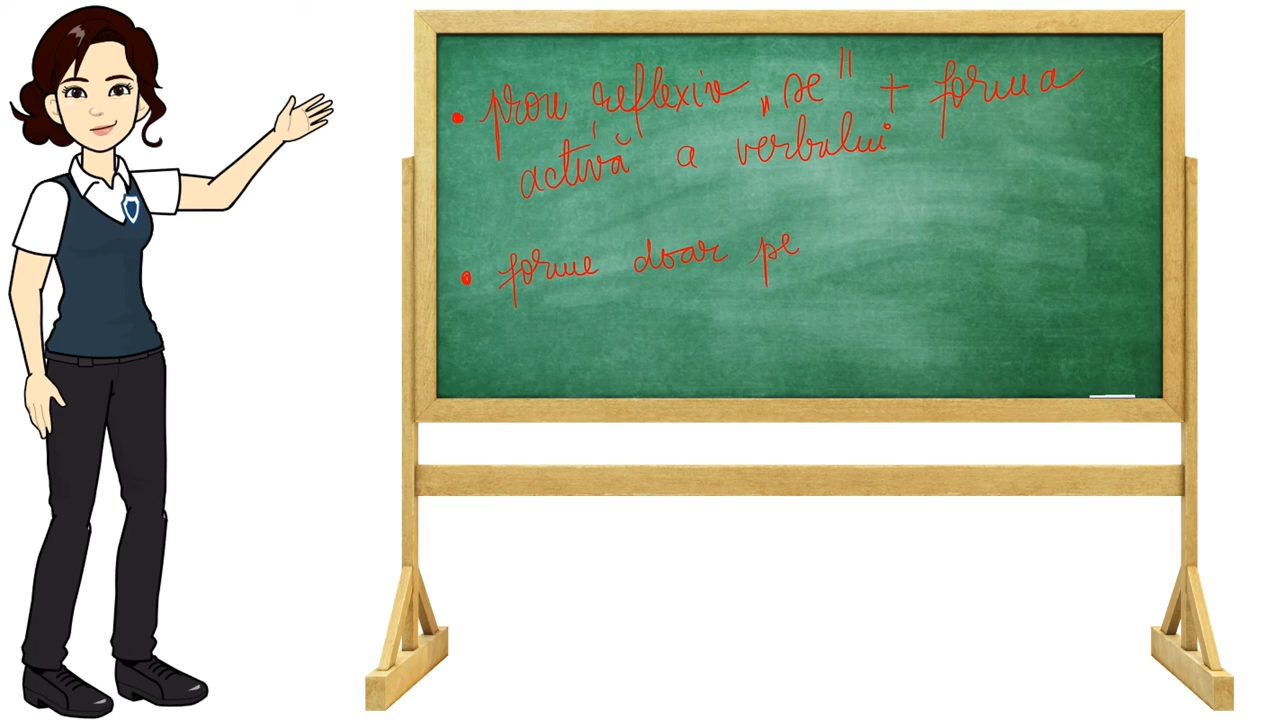 • pron reflexiv „se" + forma
activă a verbului
• forme doar pe